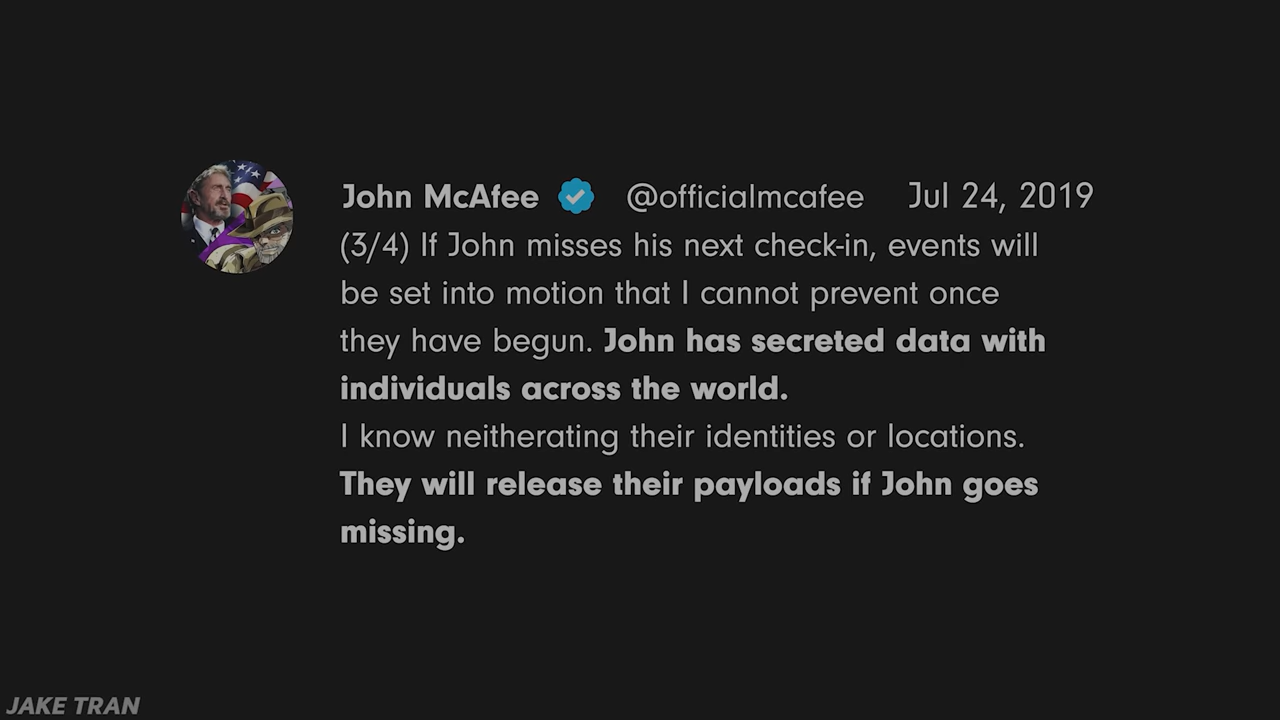 John McAfee @officialmcafee Jul 24, 2019
(3/4) If John misses his next check-in, events will
be set into motion that I cannot prevent once
they have begun. John has secreted data with
individuals across the world.
I know neitherating their identities or locations.
They will release their payloads if John goes
missing.
JAKE TRAN